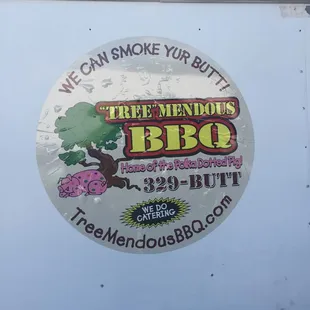 WE CAN SMOKE YUR BUTT!
"TREE"MENDOUS
BBQ
Home of the Polka Dotted Pig!
329-BUTT
WE DO
CATERING
TreeMendousBBQ.com